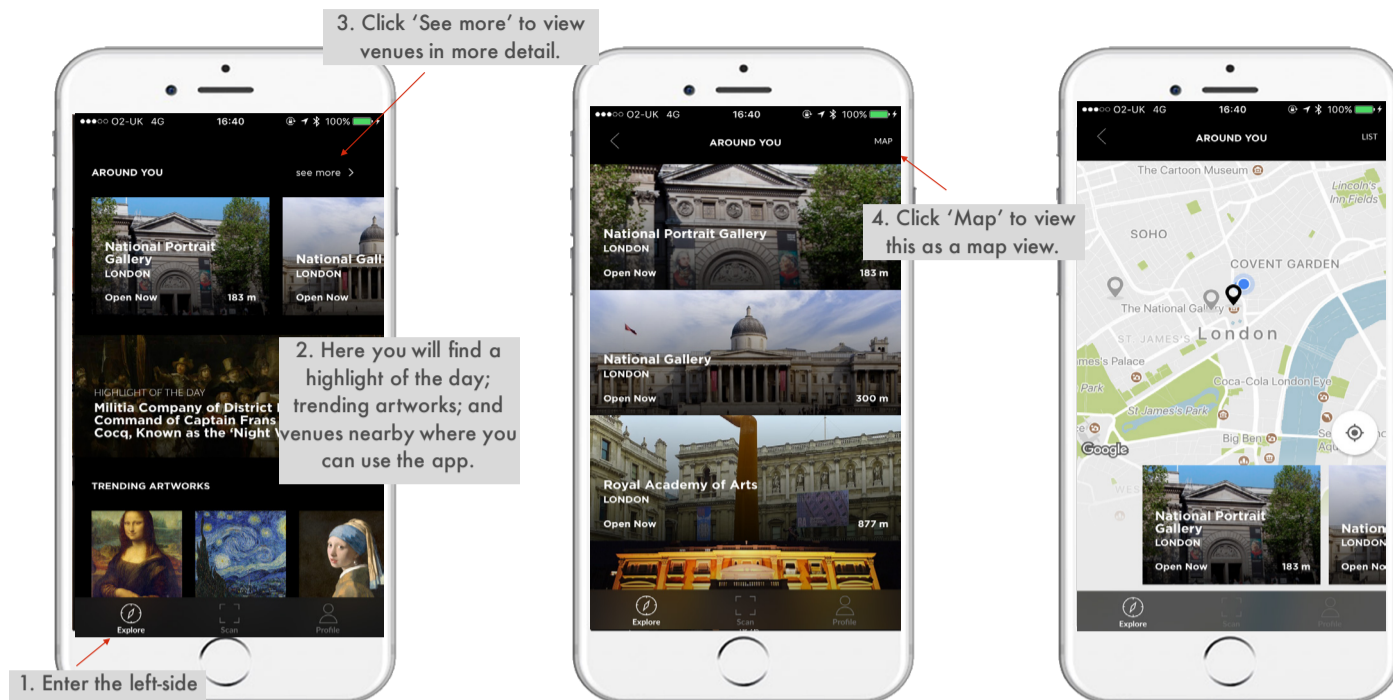 3. Click ‘See more’ to view
venues in more detail.
●●●○○ O2-UK 4G 16:40 100%
AROUND YOU see more >
National Portrait
Gallery
LONDON
Open Now 183 m
National Gall
LONDON
Open Now
HIGHLIGHT OF THE DAY
Militia Company of District
Command of Captain Frans
Cocq, Known as the ‘Night
2. Here you will find a
highlight of the day;
trending artworks; and
venues nearby where you
can use the app.
TRENDING ARTWORKS
Explore Scan Profile
1. Enter the left-side
●●●○○ O2-UK 4G 16:40 100%
AROUND YOU MAP
National Portrait Gallery
LONDON
Open Now 183 m
National Gallery
LONDON
Open Now 300 m
Royal Academy of Arts
LONDON
Open Now 877 m
Explore Scan Profile
4. Click ‘Map’ to view
this as a map view.
●●●○○ O2-UK 4G 16:40 100%
AROUND YOU LIST
The Cartoon Museum
Lincoln's
Inn Fields
SOHO
COVENT GARDEN
The National Gallery
London
ST JAMES'S
mes's Palace
Park
Coca-Cola London Eye
St James's Park
Big Ben
Se
Aqu
Google
WES
National Portrait
Gallery
LONDON
Open Now 183 m
Nation
LONDON
Open No
Explore Scan Profile